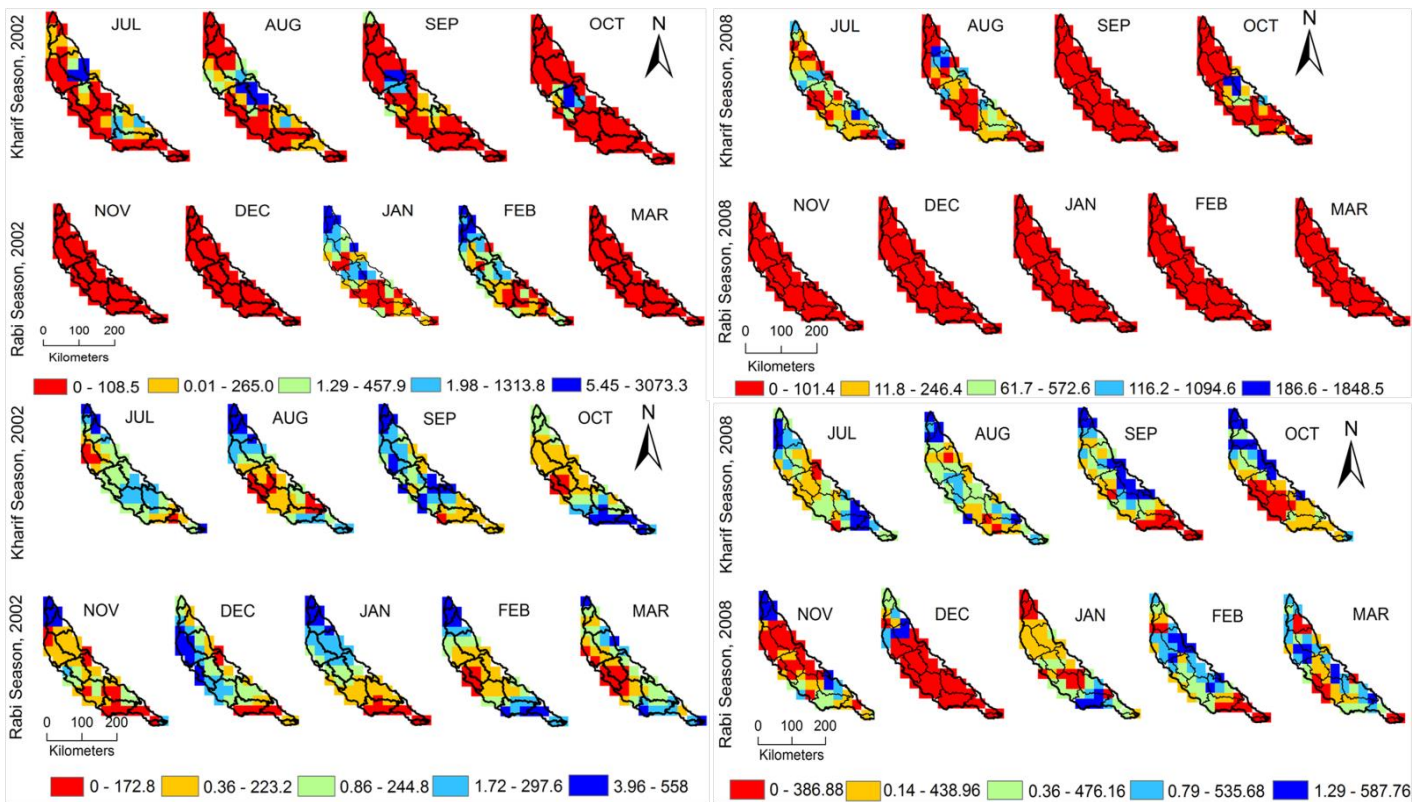 Kharif Season, 2002
JUL AUG SEP OCT N
Rabi Season, 2002
NOV DEC JAN FEB MAR
0 100 200
Kilometers
0 - 108.5 0.01 - 265.0 1.29 - 457.9 1.98 - 1313.8 5.45 - 3073.3
Kharif Season, 2008
JUL AUG SEP OCT N
Rabi Season, 2008
NOV DEC JAN FEB MAR
0 100 200
Kilometers
0 - 101.4 11.8 - 246.4 61.7 - 572.6 116.2 - 1094.6 186.6 - 1848.5
Kharif Season, 2002
JUL AUG SEP OCT N
Rabi Season, 2002
NOV DEC JAN FEB MAR
0 100 200
Kilometers
0 - 172.8 0.36 - 223.2 0.86 - 244.8 1.72 - 297.6 3.96 - 558
Kharif Season, 2008
JUL AUG SEP OCT N
Rabi Season, 2008
NOV DEC JAN FEB MAR
0 100 200
Kilometers
0 - 386.88 0.14 - 438.96 0.36 - 476.16 0.79 - 535.68 1.29 - 587.76